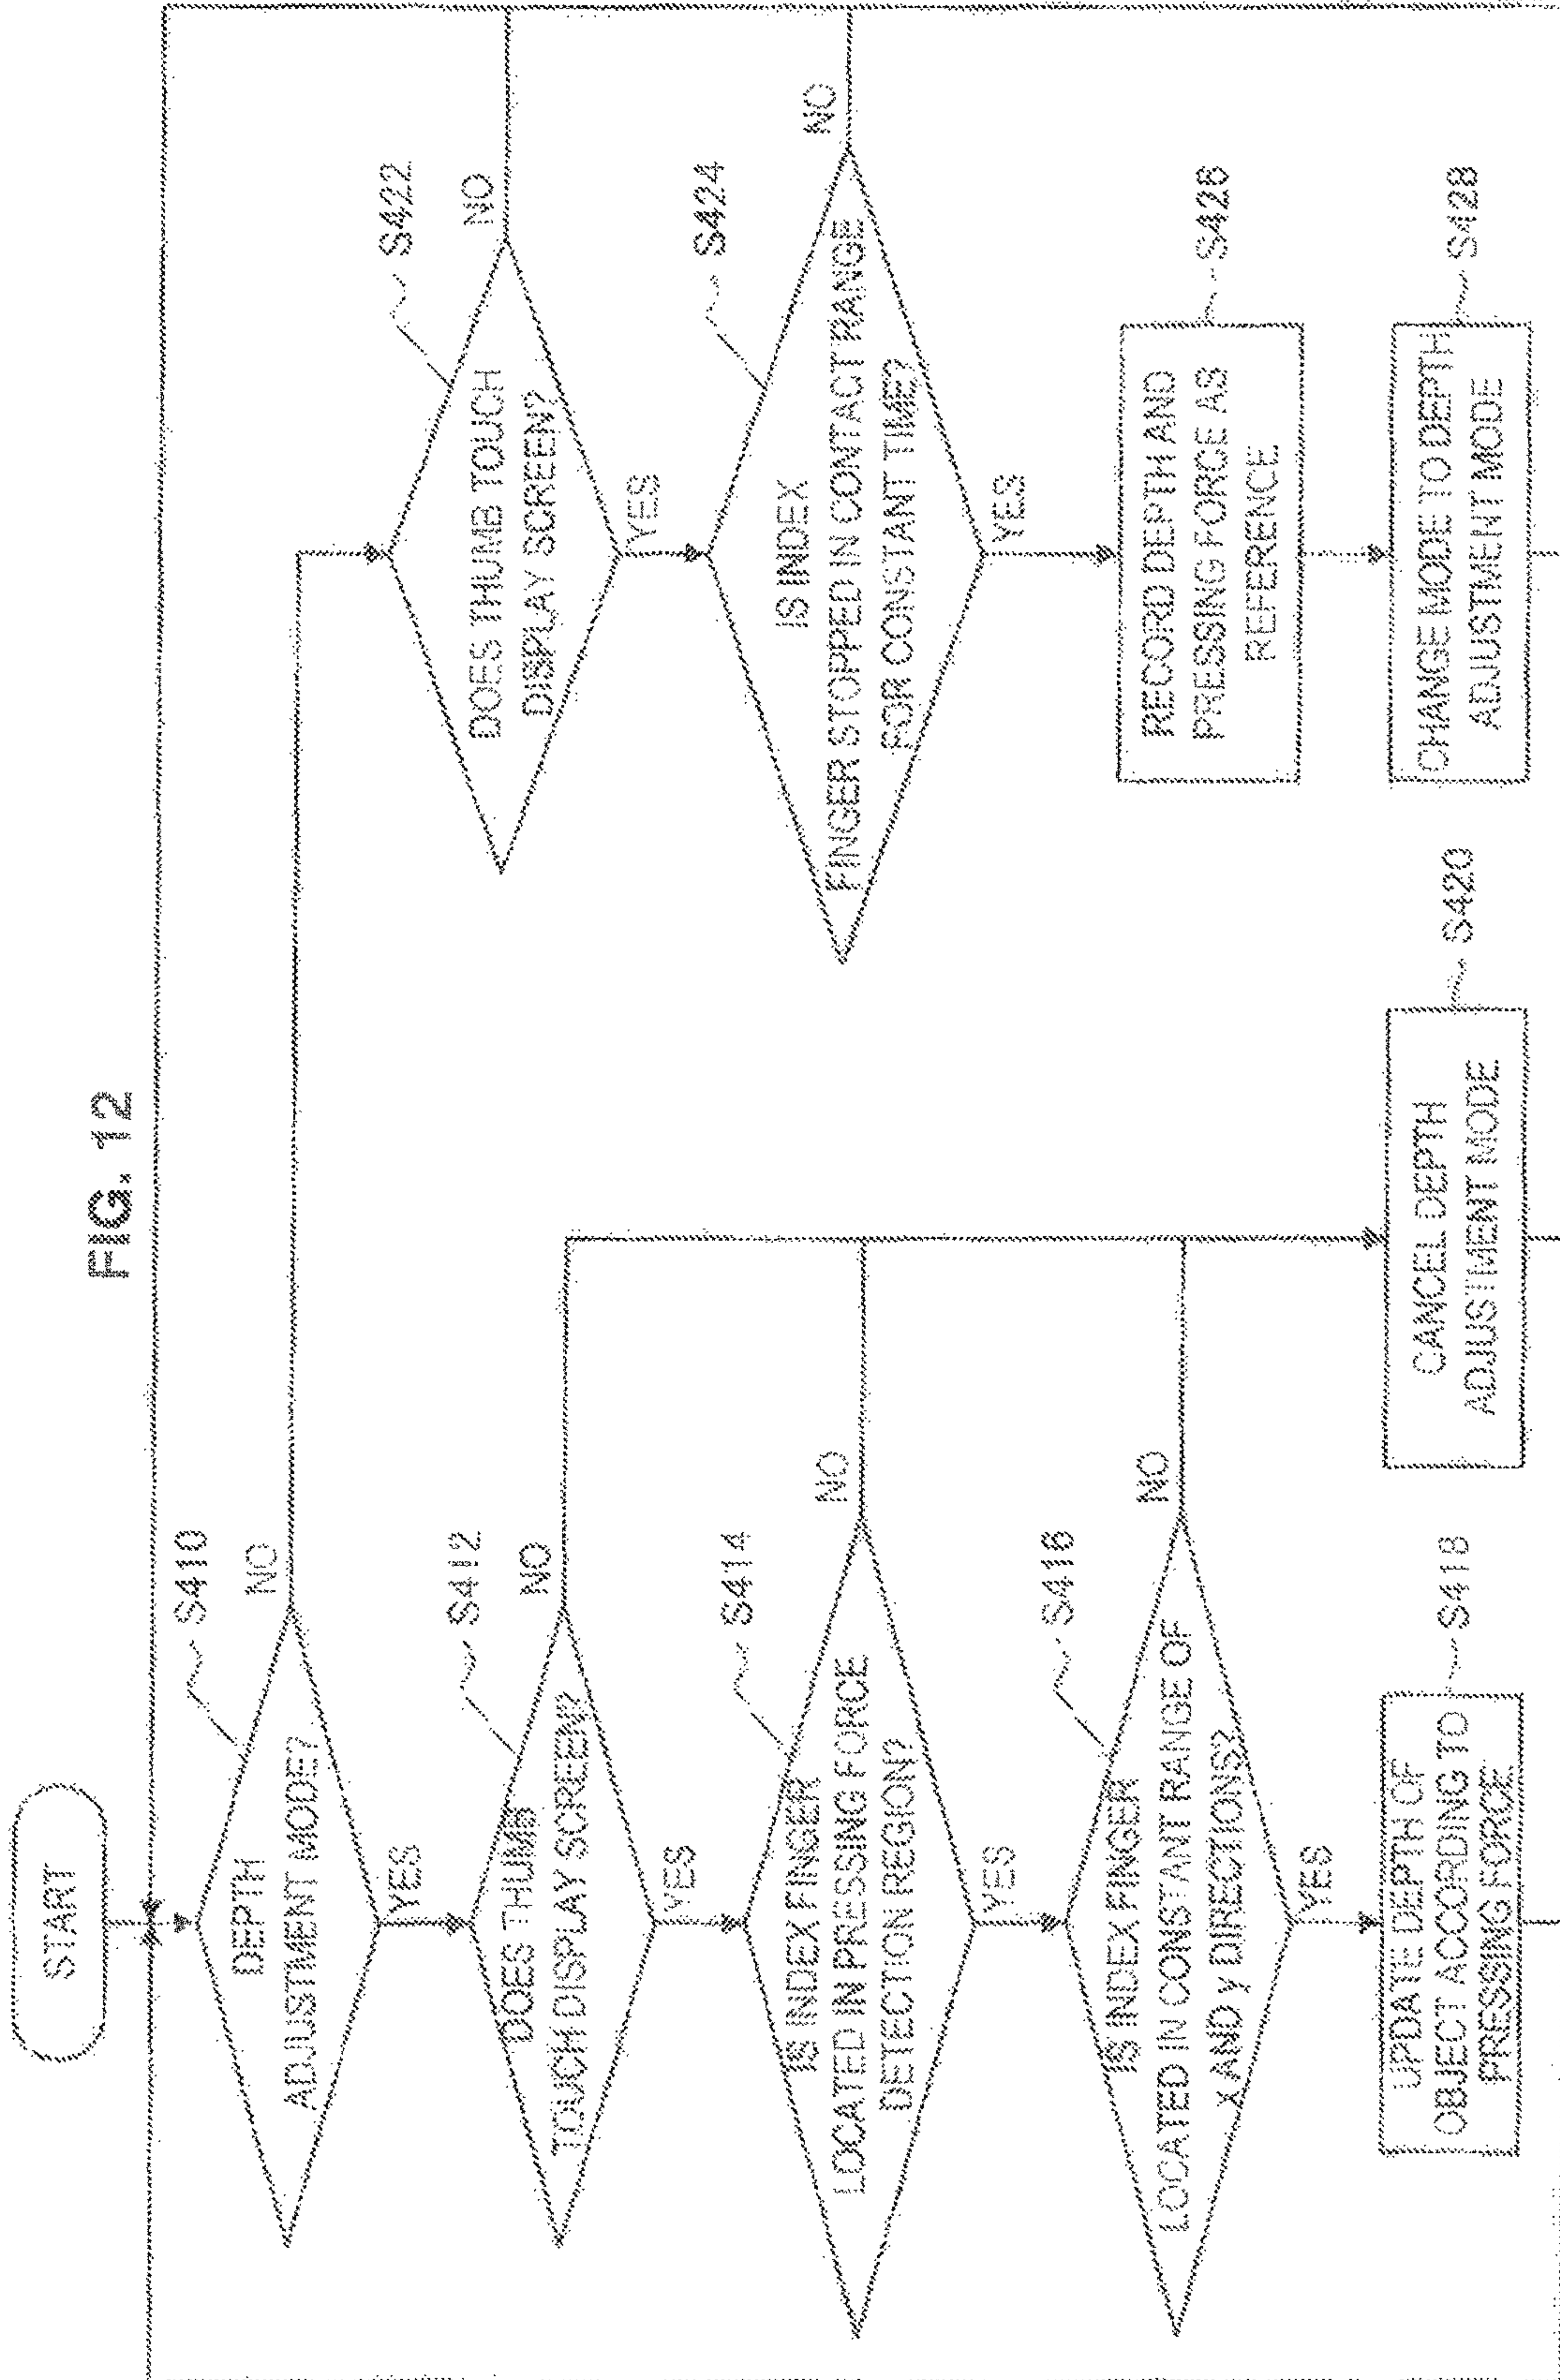 FIG. 12
START
S410
DEPTH
ADJUSTMENT MODE?
NO
YES
S412
DOES THUMB
TOUCH DISPLAY SCREEN?
NO
YES
S414
IS INDEX FINGER
LOCATED IN PRESSING FORCE
DETECTION REGION?
NO
YES
S416
IS INDEX FINGER
LOCATED IN CONSTANT RANGE OF
x AND y DIRECTIONS?
NO
YES
S418
UPDATE DEPTH OF
OBJECT ACCORDING TO
PRESSING FORCE
S420
CANCEL DEPTH
ADJUSTMENT MODE
S422
DOES THUMB TOUCH
DISPLAY SCREEN?
NO
YES
S424
IS INDEX
FINGER STOPPED IN CONTACT RANGE
FOR CONSTANT TIME?
NO
YES
S426
RECORD DEPTH AND
PRESSING FORCE AS
REFERENCE
S428
CHANGE MODE TO DEPTH
ADJUSTMENT MODE